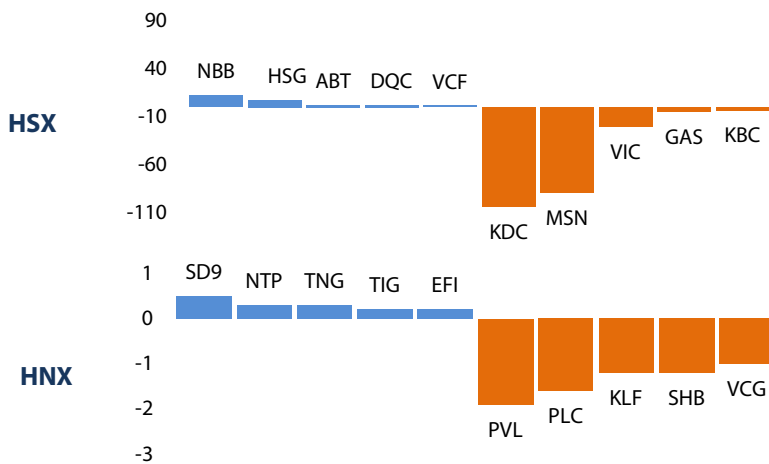 90
40
-10
-60
-110
HSX
NBB HSG ABT DQC VCF
KDC MSN VIC GAS KBC
1
0
-1
-2
-3
HNX
SD9 NTP TNG TIG EFI
PVL PLC KLF SHB VCG